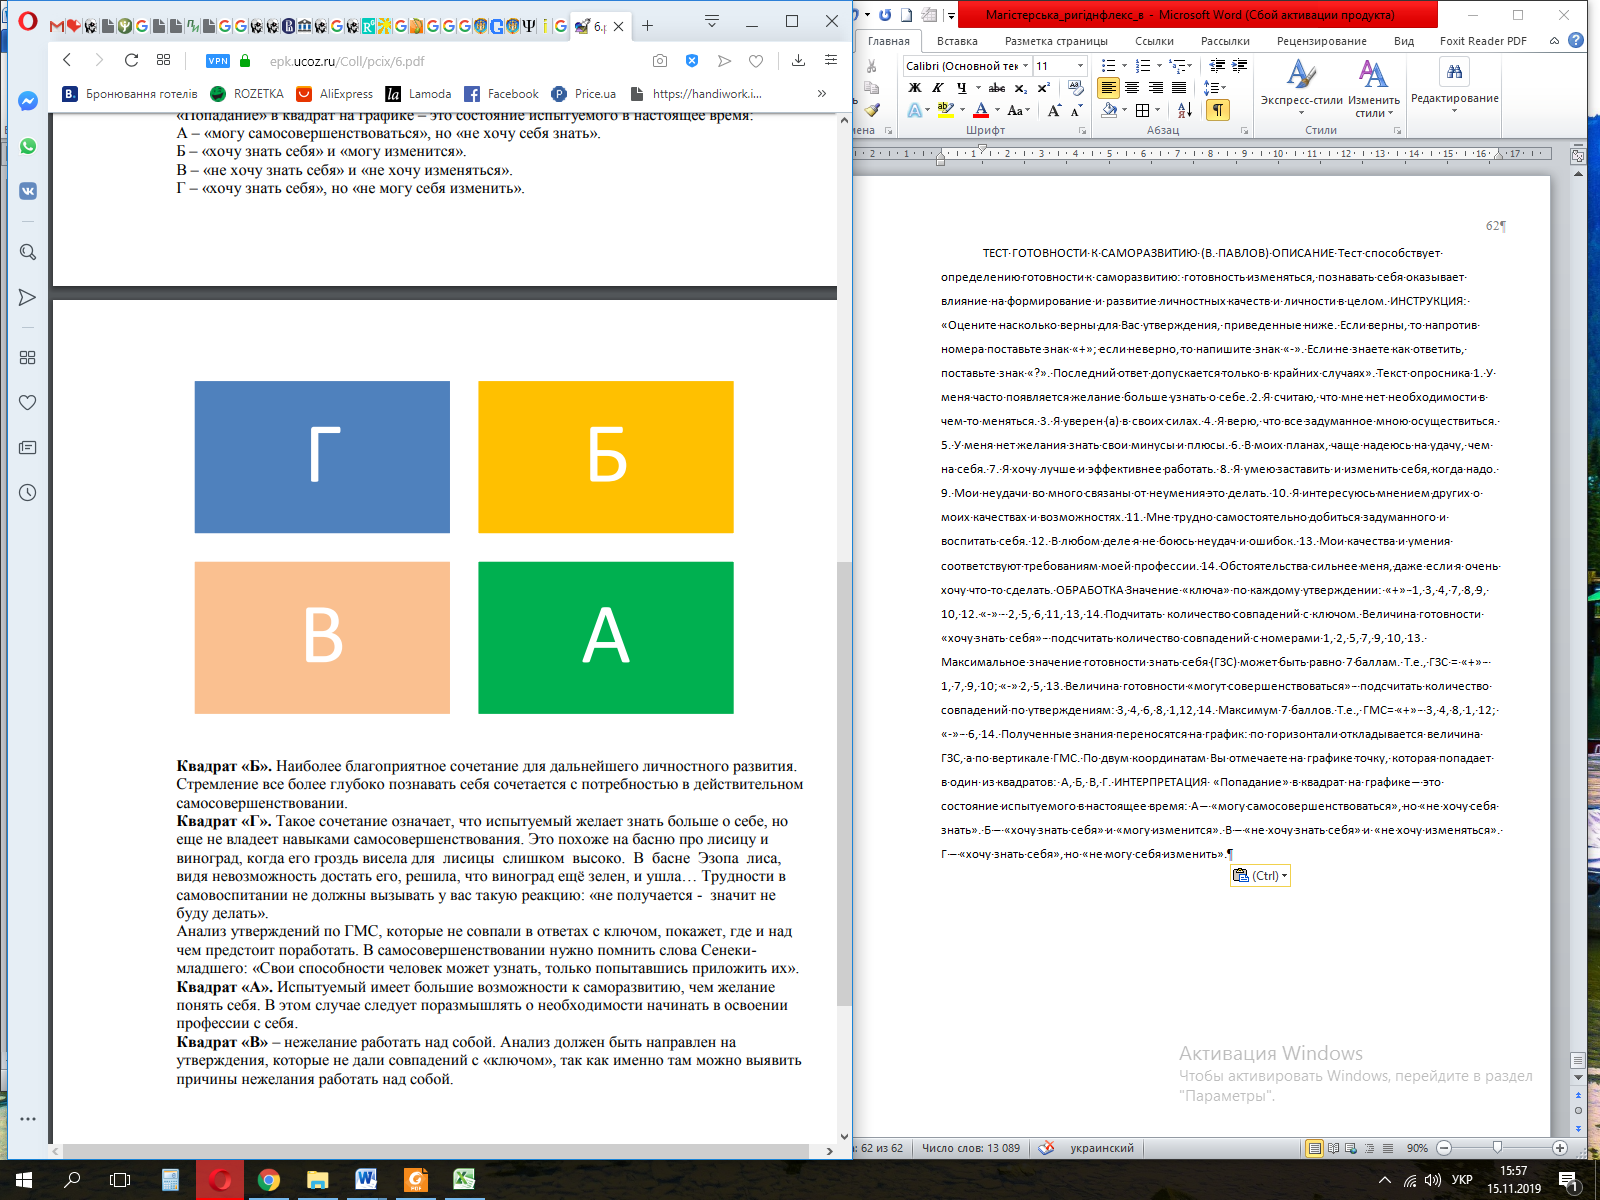 Магістерська_ригіднфлекс_в - Microsoft Word (Сбой активации продукта)
6.p
VPN
epk.ucoz.ru/Coll/pcix/6.pdf
Бронювання готелів
ROZETKA
AliExpress
Lamoda
Facebook
Price.ua
https://handiwork.i...
Главная
Вставка
Разметка страницы
Ссылки
Рассылки
Рецензирование
Вид
Foxit Reader PDF
Calibri (Основной тек
11
Экспресс-стили
Изменить стили
Редактирование
Шрифт
Абзац
Стили
«Попадание» в квадрат на графике – это состояние испытуемого в настоящее время:
А – «могу самосовершенствоваться», но «не хочу себя знать».
Б – «хочу знать себя» и «могу изменится».
В – «не хочу знать себя» и «не хочу изменяться».
Г – «хочу знать себя», но «не могу себя изменить».
Г
Б
В
А
Квадрат «Б». Наиболее благоприятное сочетание для дальнейшего личностного развития.
Стремление все более глубоко познавать себя сочетается с потребностью в действительном
самосовершенствовании.
Квадрат «Г». Такое сочетание означает, что испытуемый желает знать больше о себе, но
еще не владеет навыками самосовершенствования. Это похоже на басню про лисицу и
виноград, когда его гроздь висела для лисицы слишком высоко. В басне Эзопа лиса,
видя невозможность достать его, решила, что виноград ещё зелен, и ушла… Трудности в
самовоспитании не должны вызывать у вас такую реакцию: «не получается - значит не
буду делать».
Анализ утверждений по ГМС, которые не совпали в ответах с ключом, покажет, где и над
чем предстоит поработать. В самосовершенствовании нужно помнить слова Сенеки-
младшего: «Свои способности человек может узнать, только попытавшись приложить их».
Квадрат «А». Испытуемый имеет большие возможности к саморазвитию, чем желание
понять себя. В этом случае следует поразмышлять о необходимости начинать в освоении
профессии с себя.
Квадрат «В» – нежелание работать над собой. Анализ должен быть направлен на
утверждения, которые не дали совпадений с «ключом», так как именно там можно выявить
причины нежелания работать над собой.
62¶
ТЕСТ ГОТОВНОСТИ К САМОРАЗВИТИЮ (В. ПАВЛОВ) ОПИСАНИЕ Тест способствует
определению готовности к саморазвитию: готовность изменяться, познавать себя оказывает
влияние на формирование и развитие личностных качеств и личности в целом. ИНСТРУКЦИЯ:
«Оцените насколько верны для Вас утверждения, приведенные ниже. Если верны, то напротив
номера поставьте знак «+»; если неверно, то напишите знак «-». Если не знаете как ответить,
поставьте знак «?». Последний ответ допускается только в крайних случаях». Текст опросника 1. У
меня часто появляется желание больше узнать о себе. 2. Я считаю, что мне нет необходимости в
чем-то меняться. 3. Я уверен (а) в своих силах. 4. Я верю, что все задуманное мною осуществиться.
5. У меня нет желания знать свои минусы и плюсы. 6. В моих планах, чаще надеюсь на удачу, чем
на себя. 7. Я хочу лучше и эффективнее работать. 8. Я умею заставить и изменить себя, когда надо.
9. Мои неудачи во много связаны от неумения это делать. 10. Я интересуюсь мнением других о
моих качествах и возможностях. 11. Мне трудно самостоятельно добиться задуманного и
воспитать себя. 12. В любом деле я не боюсь неудач и ошибок. 13. Мои качества и умения
соответствуют требованиям моей профессии. 14. Обстоятельства сильнее меня, даже если я очень
хочу что-то сделать. ОБРАБОТКА Значение «ключа» по каждому утверждении: «+» – 1, 3, 4, 7, 8, 9,
10, 12. «-» – 2, 5, 6, 11, 13, 14. Подчитать количество совпадений с ключом. Величина готовности
«хочу знать себя» – подсчитать количество совпадений с номерами 1, 2, 5, 7, 9, 10, 13.
Максимальное значение готовности знать себя (ГЗС) может быть равно 7 баллам. Т.е., ГЗС = «+» –
1, 7, 9, 10; «-» 2, 5, 13. Величина готовности «могут совершенствоваться» – подсчитать количество
совпадений по утверждениям: 3, 4, 6, 8, 1,12, 14. Максимум 7 баллов. Т.е., ГМС= «+» – 3, 4, 8, 1, 12;
«-» – 6, 14. Полученные знания переносятся на график: по горизонтали откладывается величина
ГЗС, а по вертикале ГМС. По двум координатам Вы отмечаете на графике точку, которая попадает
в один из квадратов: А, Б, В, Г. ИНТЕРПРЕТАЦИЯ «Попадание» в квадрат на графике – это
состояние испытуемого в настоящее время: А – «могу самосовершенствоваться», но «не хочу себя
знать». Б – «хочу знать себя» и «могу изменится». В – «не хочу знать себя» и «не хочу изменяться».
Г – «хочу знать себя», но «не могу себя изменить».¶
(Ctrl)
Активация Windows
Чтобы активировать Windows, перейдите в раздел
"Параметры".
62 из 62
Число слов: 13 089
украинский
90%
УКР
15:57
15.11.2019